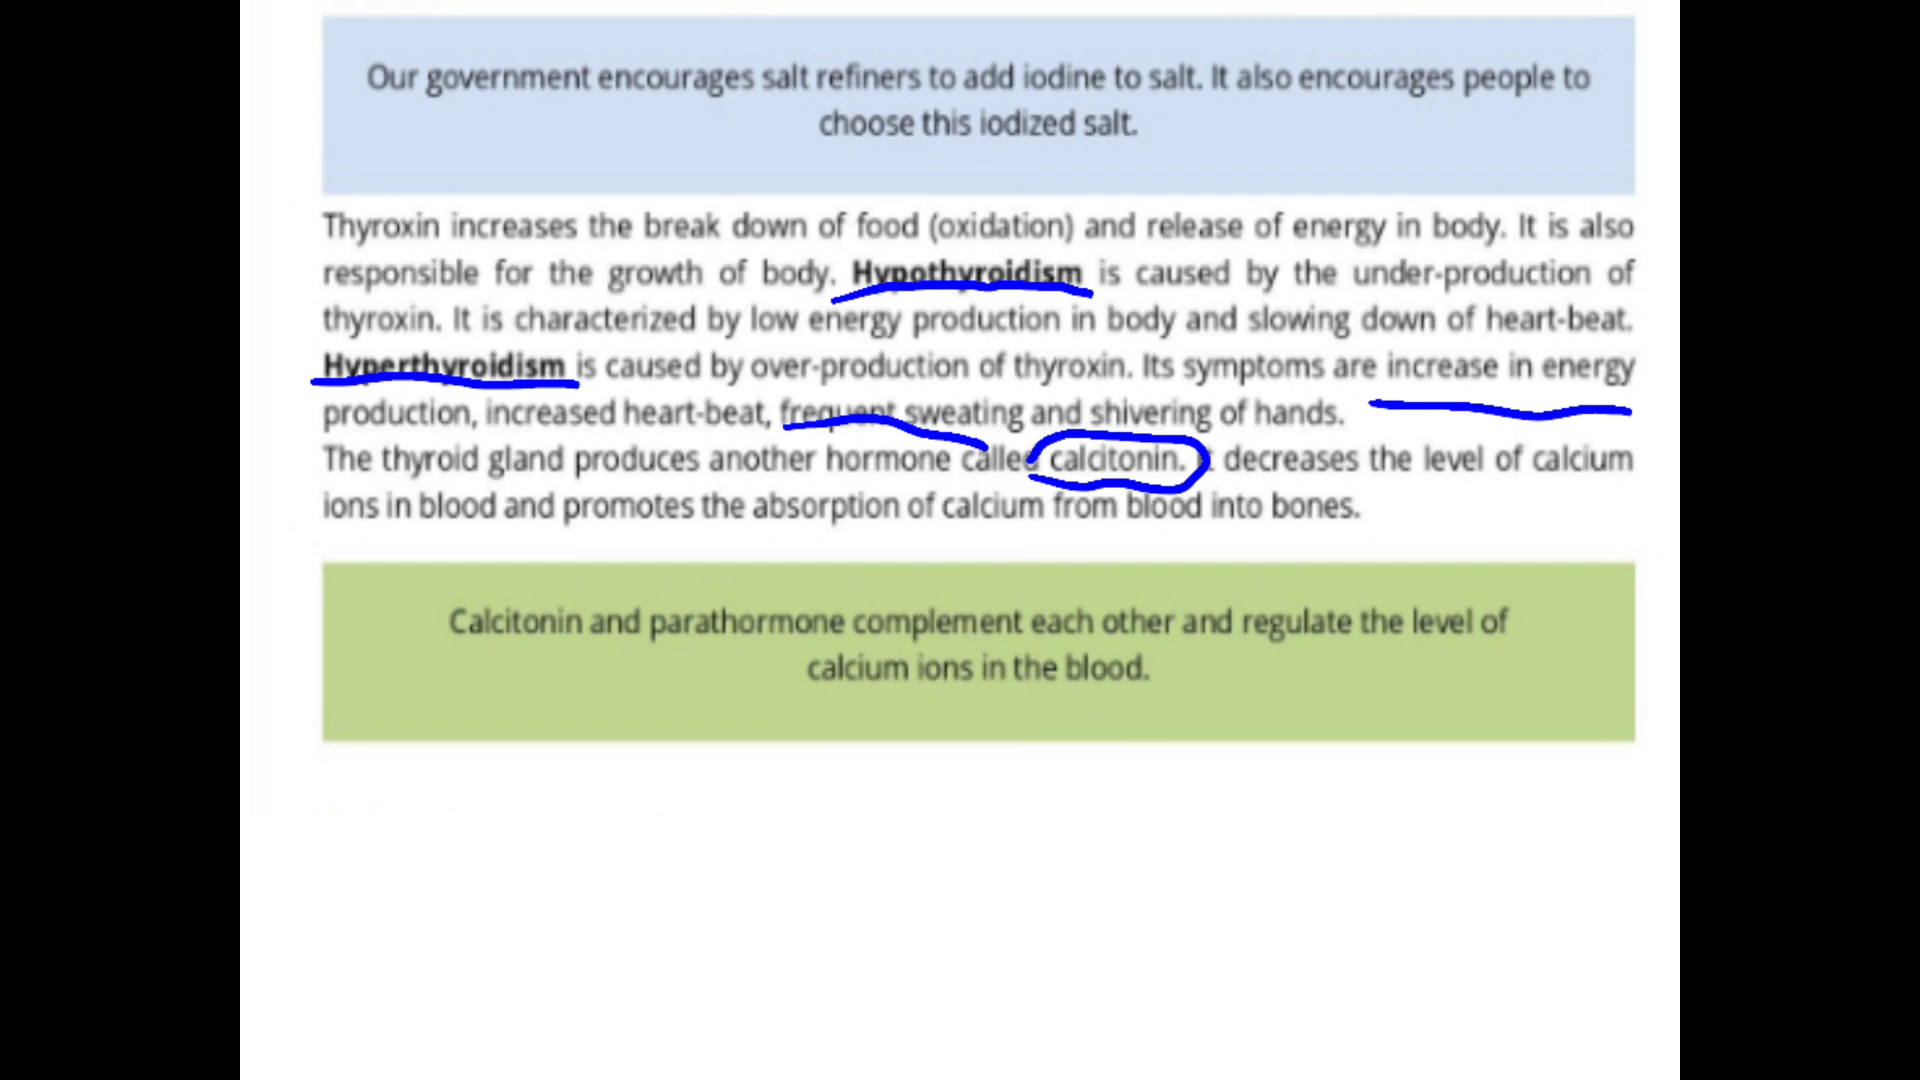 Our government encourages salt refiners to add iodine to salt. It also encourages people to
choose this iodized salt.
Thyroxin increases the break down of food (oxidation) and release of energy in body. It is also
responsible for the growth of body. Hypothyroidism is caused by the under-production of
thyroxin. It is characterized by low energy production in body and slowing down of heart-beat.
Hyperthyroidism is caused by over-production of thyroxin. Its symptoms are increase in energy
production, increased heart-beat, frequent sweating and shivering of hands.
The thyroid gland produces another hormone called calcitonin. It decreases the level of calcium
ions in blood and promotes the absorption of calcium from blood into bones.
Calcitonin and parathormone complement each other and regulate the level of
calcium ions in the blood.